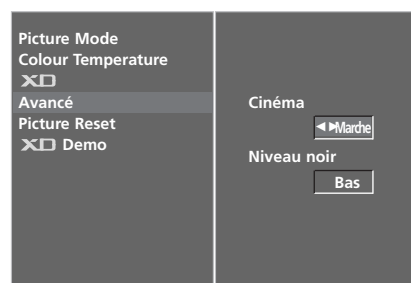 Picture Mode
Colour Temperature
XD
Avancé
Picture Reset
XD Demo
Cinéma
◄►Marche
Niveau noir
Bas